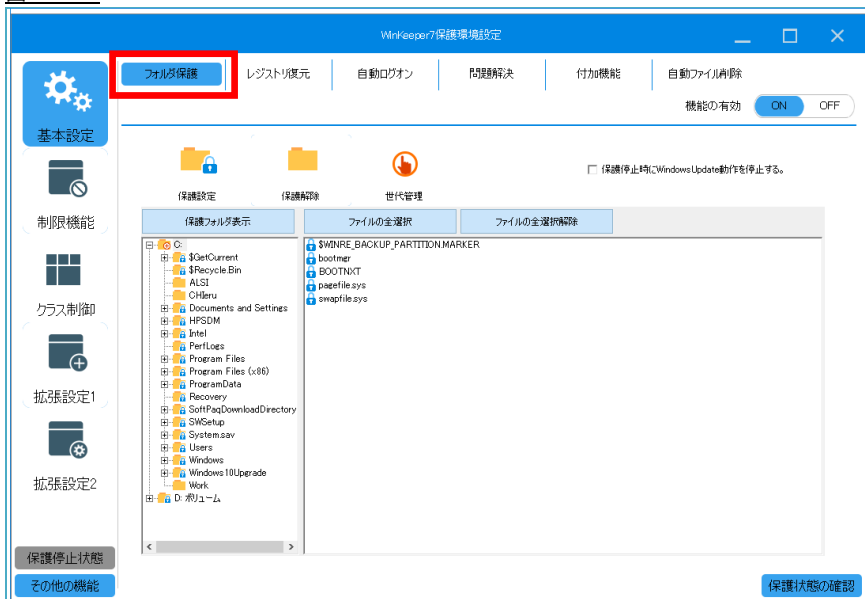 WinKeeper7保護環境設定
フォルダ保護 レジストリ復元 自動ログオン 問題解決 付加機能 自動ファイル削除
機能の有効 ON OFF
基本設定
制限機能
クラス制御
拡張設定1
拡張設定2
保護停止状態
その他の機能
保護設定 保護解除 世代管理
保護停止時にWindowsUpdate動作を停止する。
保護フォルダ表示 ファイルの全選択 ファイルの全選択解除
C:
$GetCurrent
$Recycle.Bin
ALSI
CHIeru
Documents and Settings
HPSDM
Intel
PerfLogs
Program Files
Program Files (x86)
ProgramData
Recovery
SoftPaqDownloadDirectory
SWSetup
System.sav
Users
Windows
Windows10Upgrade
Work
D: ボリューム
$WINRE_BACKUP_PARTITION.MARKER
bootmgr
BOOTNXT
pagefile.sys
swapfile.sys
保護状態の確認